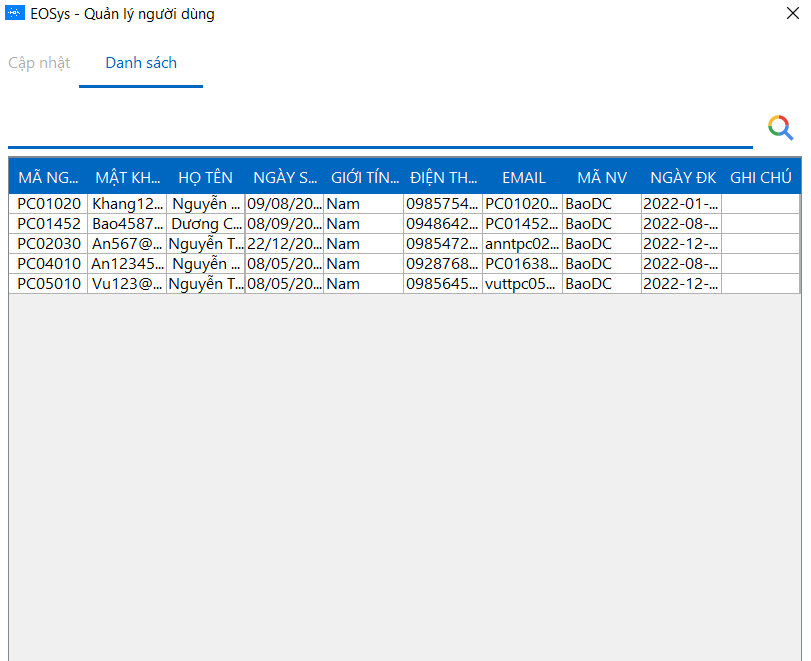 EOSys - Quản lý người dùng
Cập nhật Danh sách
MÃ NG... MẬT KH... HỌ TÊN NGÀY S... GIỚI TÍN... ĐIỆN TH... EMAIL MÃ NV NGÀY ĐK GHI CHÚ
PC01020 Khang12... Nguyễn ... 09/08/20... Nam 0985754... PC01020... BaoDC 2022-01-...
PC01452 Bao4587... Dương C... 08/09/20... Nam 0948642... PC01452... BaoDC 2022-08-...
PC02030 An567@... Nguyễn T... 22/12/20... Nam 0985472... anntpc02... BaoDC 2022-12-...
PC04010 An12345... Nguyễn ... 08/05/20... Nam 0928768... PC01638... BaoDC 2022-08-...
PC05010 Vu123@... Nguyễn T... 08/05/20... Nam 0985645... vuttpc05... BaoDC 2022-12-...